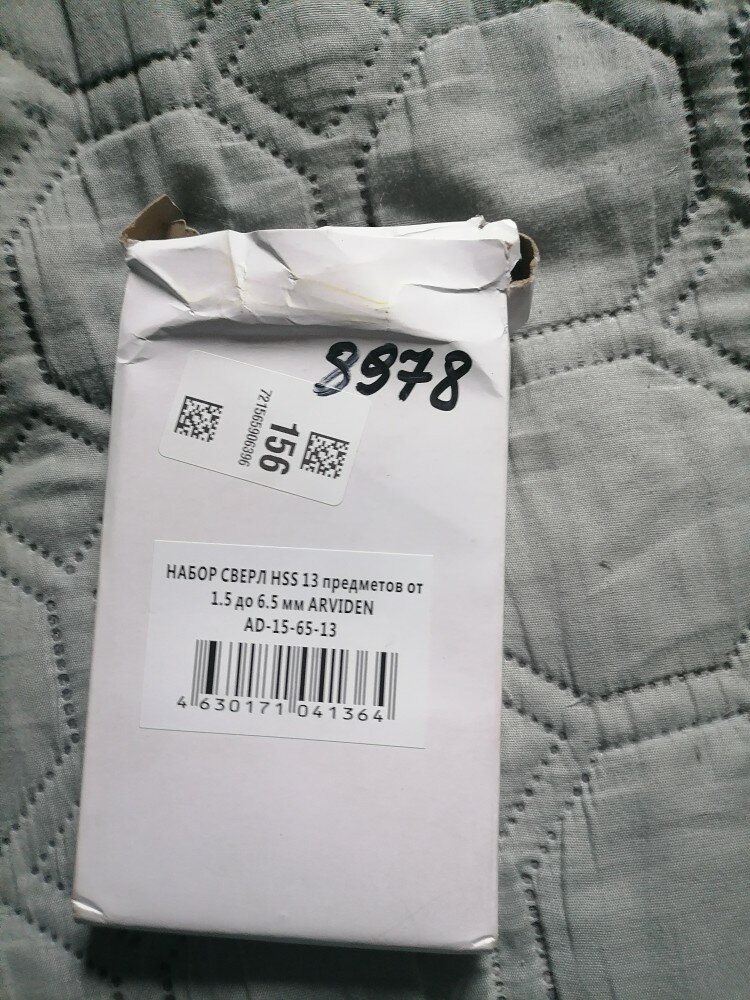 8978
156
721565906396
НАБОР СВЕРЛ HSS 13 предметов от
1.5 до 6.5 мм ARVIDEN
AD-15-65-13
4 630171 041364